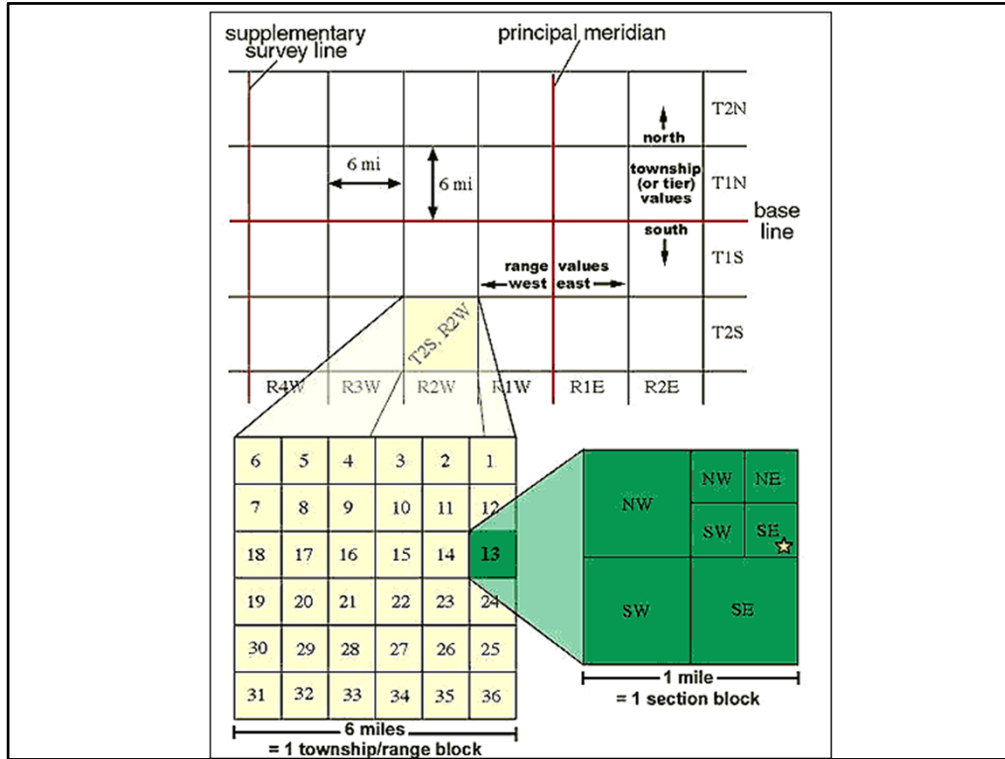 supplementary
survey line
principal meridian
T2N
north
6 mi
6 mi
township
(or tier)
values
T1N
base
line
south
T1S
range values
west east
T2S, R2W
T2S
R4W R3W R2W R1W R1E R2E
6 5 4 3 2 1
7 8 9 10 11 12
18 17 16 15 14 13
19 20 21 22 23 24
30 29 28 27 26 25
31 32 33 34 35 36
6 miles
= 1 township/range block
NW NW NE
SW SE
SW SE
1 mile
= 1 section block